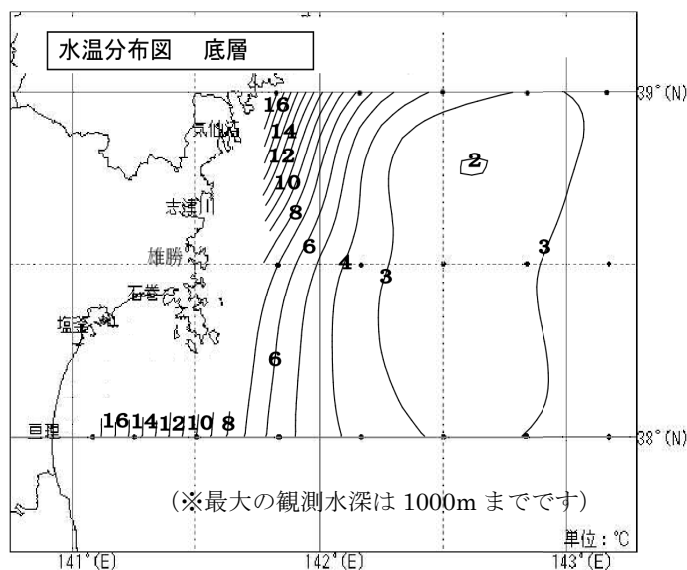 水温分布図 底層
39°(N)
16
気仙沼
14
12
2
10
志津川
8
6
3
雄勝
4
3
石巻
塩釜
6
16 14 12 10 8
亘理
38°(N)
(※最大の観測水深は 1000m までです)
単位:℃
141°(E) 142°(E) 143°(E)